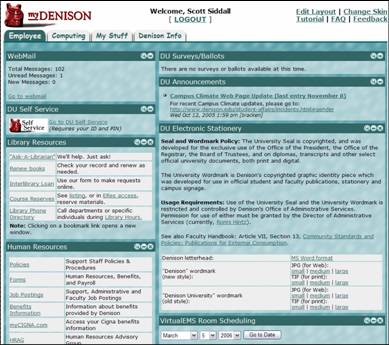 myDENISON
Welcome, Scott Siddall
[ LOGOUT ]
Edit Layout | Change Skin
Tutorial | FAQ | Feedback
Employee
Computing
My Stuff
Denison Info
WebMail
Total Messages: 102
Unread Messages: 1
New Messages: 0
Go to webmail
DU Self Service
Self Service
Go to DU Self Service
(Requires your ID and PIN)
Library Resources
"Ask-A-Librarian"
We'll help. Just ask!
Renew books
Check your record and renew as needed.
Interlibrary Loan
Use our form to make requests online.
Course Reserves
See listing, or in ERes access, reserve materials.
Library Phone Directory
Call departments or specific individuals during Library Hours.
Note: Clicking on a bookmark link opens a new window.
Human Resources
Policies
Support Staff Policies & Procedures
Forms
Human Resources, Benefits, and Payroll
Job Postings
Support, Administrative and Faculty Job Postings
Benefits
Information about benefits provided by Denison
myCIGNA.com
Access your Cigna benefits information
HRAG
Human Resources Advisory Group
DU Surveys/Ballots
There are no surveys or ballots available at this time.
DU Announcements
Campus Climate Web Page Update (last entry November 8)
For recent Campus Climate updates, please go to:
http://www.denison.edu/student-affairs/incidents.html
Wed Oct 12, 2005 1:59 pm
DU Electronic Stationery
Seal and Wordmark Policy: The University Seal is copyrighted, and was
developed for the exclusive use of the Office of the President, the Office of the
Registrar, the Board of Trustees, and on diplomas, transcripts and other select
official university documents, both print and digital.
The University Wordmark is Denison's copyrighted graphic identity piece which
was developed for use in official student and faculty publications, stationery and
campus signage.
Usage Requirements: Use of the University Seal and the University Wordmark is
restricted and controlled by Denison's Office of Administrative Services.
Permission for use of either must be granted by the Director of Administrative
Services (currently,
See also Faculty Handbook: Article VII, Section 13, Community Standards and
Policies: Publications for External Consumption.
Denison letterhead:
MS Word format
"Denison" wordmark
(new style):
JPG (for Web):
small | medium | large
TIF (for print):
small | medium | large
"Denison University" wordmark
(old style):
JPG (for Web):
small | medium | large
TIF (for print):
small | medium | large
VirtualEMS Room Scheduling
March 5 2006 Go to Date